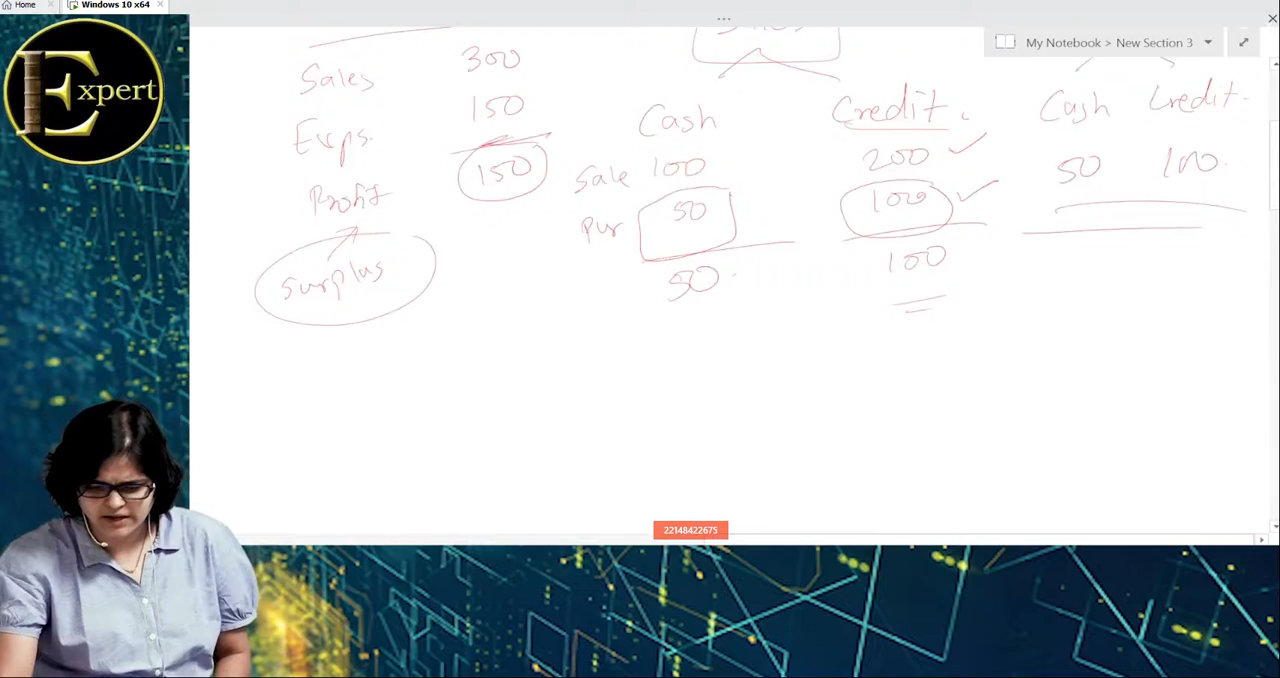 Home
Windows 10 x64
Expert
My Notebook > New Section 3
Sales 300
Exps. 150
Profit 150
Surplus
Sales
Cash Credit
Sale 100 200
Pur 50 100
50 100
Cash Credit
50 100
22148422675